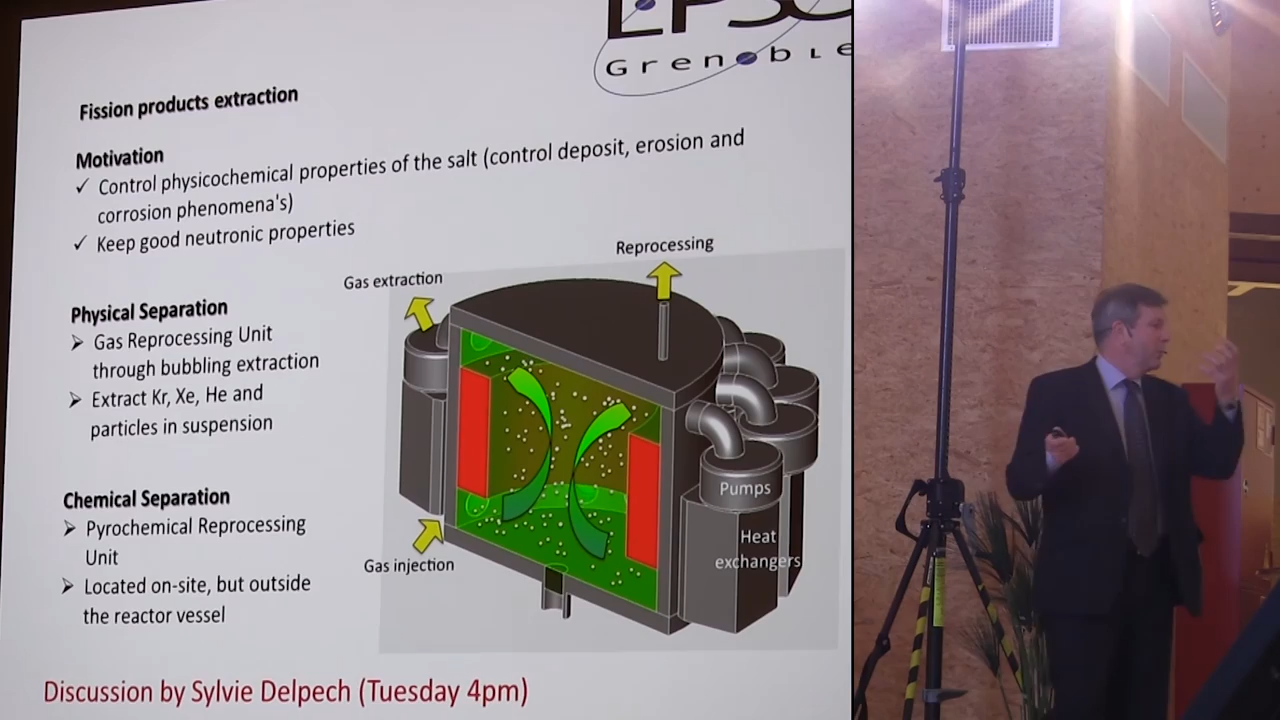 LPSC
Grenoble
Fission products extraction
Motivation
✓ Control physicochemical properties of the salt (control deposit, erosion and
corrosion phenomena's)
✓ Keep good neutronic properties
Reprocessing
Gas extraction
Physical Separation
➢ Gas Reprocessing Unit
through bubbling extraction
➢ Extract Kr, Xe, He and
particles in suspension
Pumps
Heat
exchangers
Chemical Separation
➢ Pyrochemical Reprocessing
Unit
➢ Located on-site, but outside
the reactor vessel
Gas injection
Discussion by Sylvie Delpech (Tuesday 4pm)